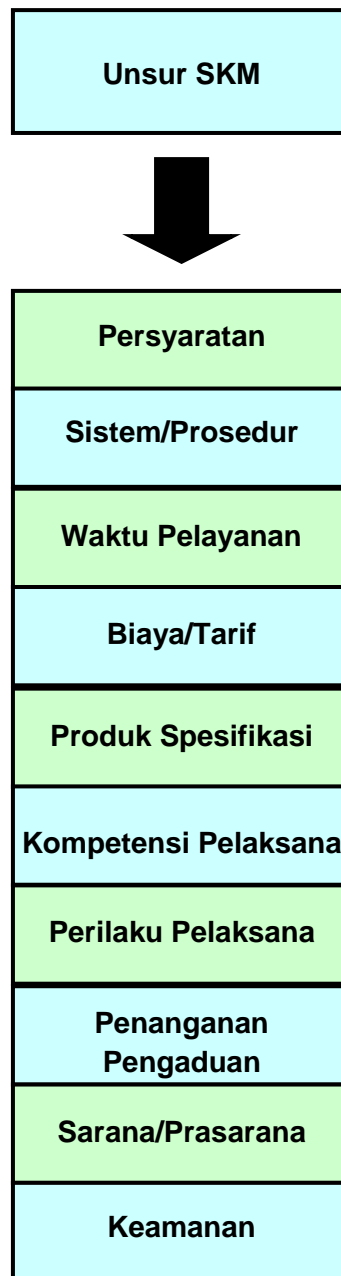 Unsur SKM
Persyaratan
Sistem/Prosedur
Waktu Pelayanan
Biaya/Tarif
Produk Spesifikasi
Kompetensi Pelaksana
Perilaku Pelaksana
Penanganan
Pengaduan
Sarana/Prasarana
Keamanan